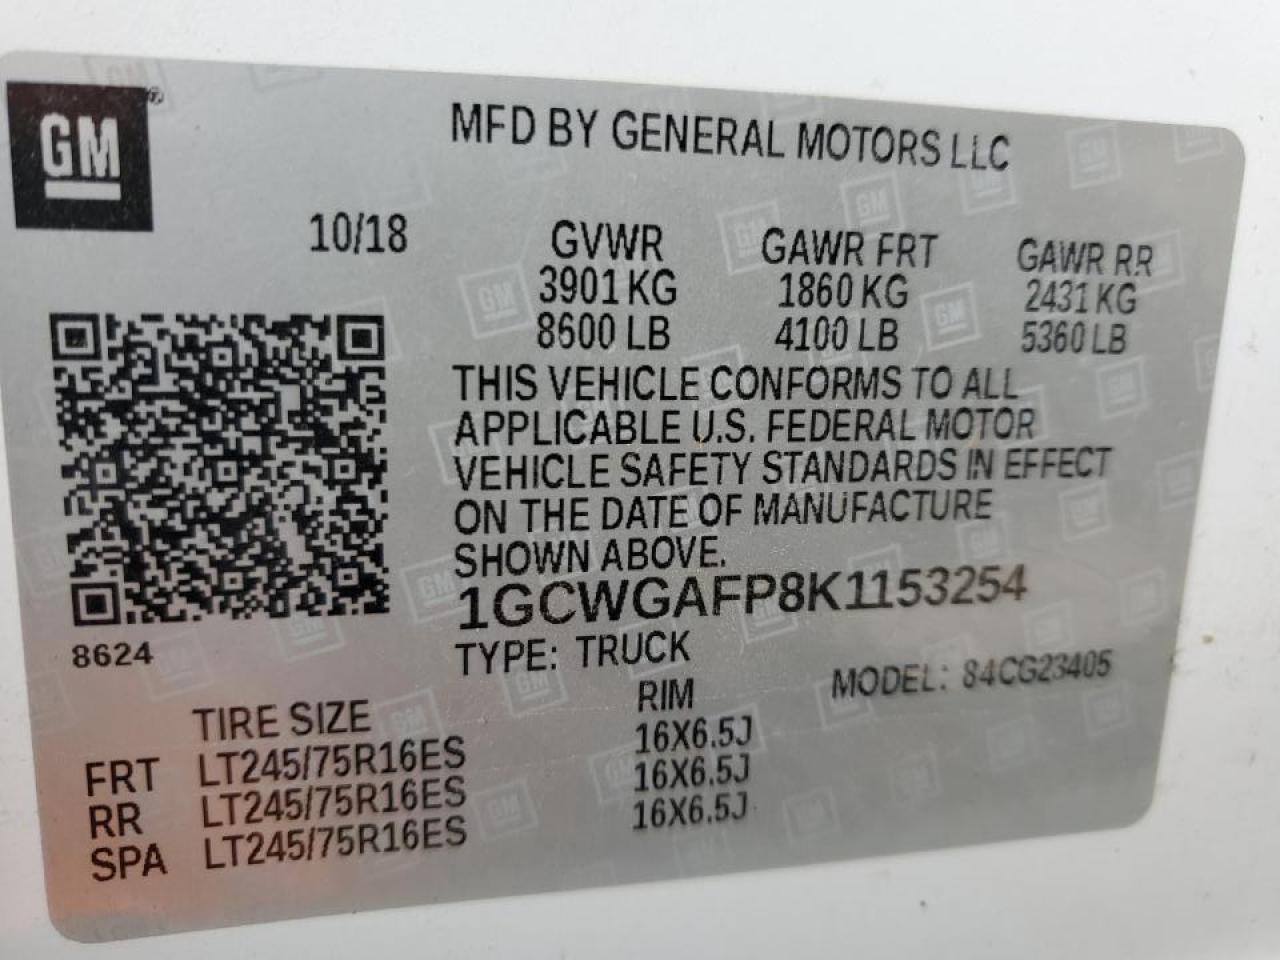 GM
MFD BY GENERAL MOTORS LLC
10/18 GVWR GAWR FRT GAWR RR
3901 KG 1860 KG 2431 KG
8600 LB 4100 LB 5360 LB
THIS VEHICLE CONFORMS TO ALL
APPLICABLE U.S. FEDERAL MOTOR
VEHICLE SAFETY STANDARDS IN EFFECT
ON THE DATE OF MANUFACTURE
SHOWN ABOVE.
1GCWGAFP8K1153254
8624
TYPE: TRUCK MODEL: 84CG23405
TIRE SIZE RIM
FRT LT245/75R16ES 16X6.5J
RR LT245/75R16ES 16X6.5J
SPA LT245/75R16ES 16X6.5J